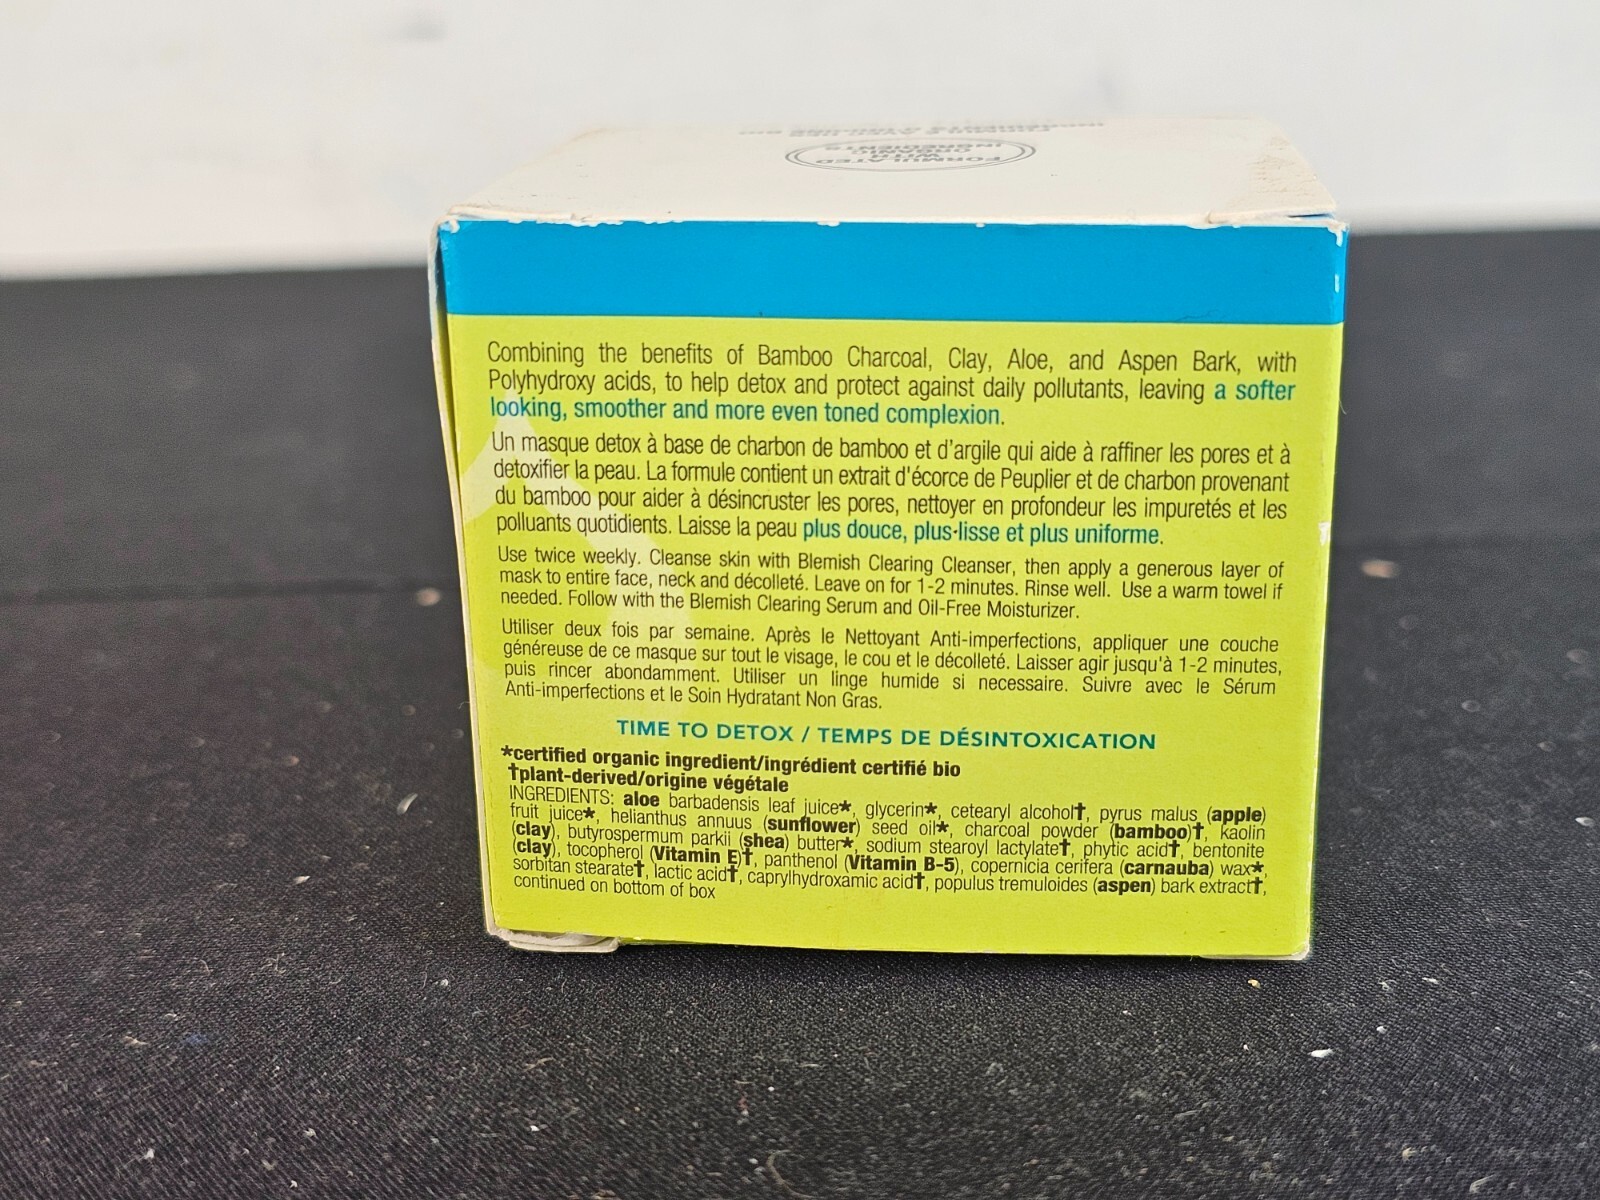 FORMULATED
WITH
ORGANIC
INGREDIENTS
Combining the benefits of Bamboo Charcoal, Clay, Aloe, and Aspen Bark, with
Polyhydroxy acids, to help detox and protect against daily pollutants, leaving a softer
looking, smoother and more even toned complexion.
Un masque detox à base de charbon de bambou et d'argile qui aide à raffiner les pores et à
detoxifier la peau. La formule contient un extrait d'écorce de Peuplier et de charbon provenant
du bamboo pour aider à désincruster les pores, nettoyer en profondeur les impuretés et les
polluants quotidients. Laisse la peau plus douce, plus·lisse et plus uniforme.
Use twice weekly. Cleanse skin with Blemish Clearing Cleanser, then apply a generous layer of
mask to entire face, neck and décolleté. Leave on for 1-2 minutes. Rinse well. Use a warm towel if
needed. Follow with the Blemish Clearing Serum and Oil-Free Moisturizer.
Utiliser deux fois par semaine. Après le Nettoyant Anti-imperfections, appliquer une couche
généreuse de ce masque sur tout le visage, le cou et le décolleté. Laisser agir jusqu'à 1-2 minutes,
puis rincer abondamment. Utiliser un linge humide si necessaire. Suivre avec le Sérum
Anti-imperfections et le Soin Hydratant Non Gras.
TIME TO DETOX / TEMPS DE DÉSINTOXICATION
*certified organic ingredient/ingrédient certifié bio
†plant-derived/origine végétale
INGREDIENTS: aloe barbadensis leaf juice*, glycerin*, cetearyl alcohol†, pyrus malus (apple)
fruit juice*, helianthus annuus (sunflower) seed oil*, charcoal powder (bamboo)†, kaolin
(clay), butyrospermum parkii (shea) butter*, sodium stearoyl lactylate†, phytic acid†, bentonite
(clay), tocopherol (Vitamin E)†, panthenol (Vitamin B-5), copernicia cerifera (carnauba) wax*,
sorbitan stearate†, lactic acid†, caprylhydroxamic acid†, populus tremuloides (aspen) bark extract†,
continued on bottom of box